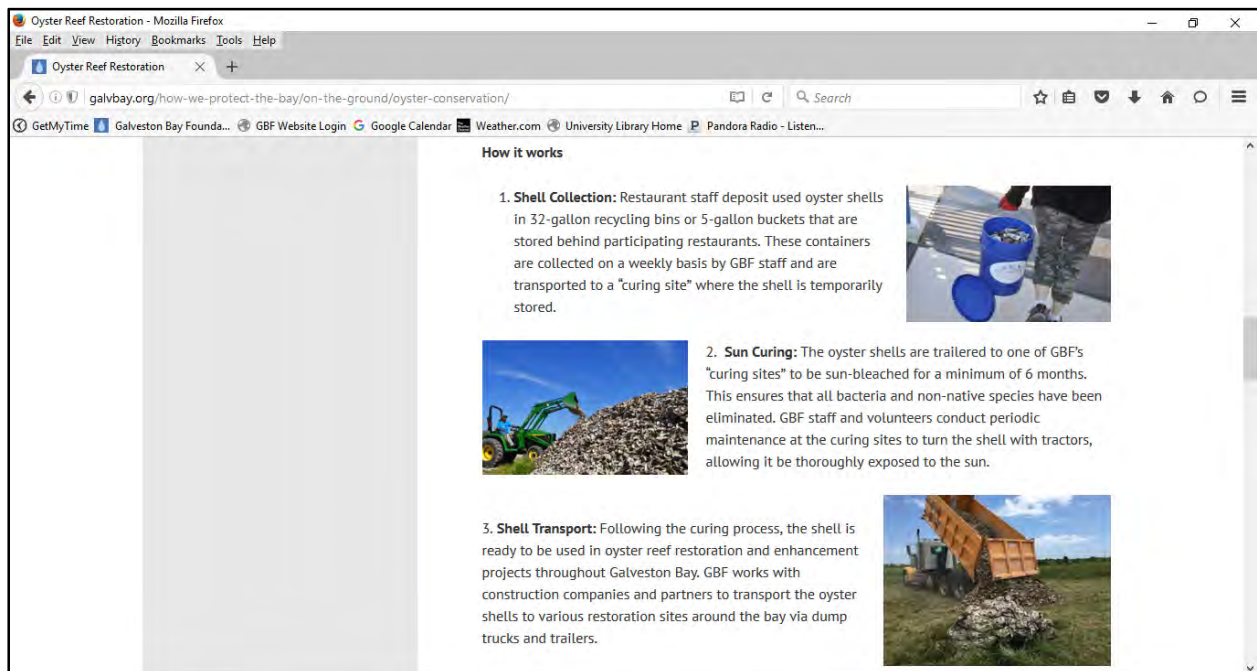 Oyster Reef Restoration - Mozilla Firefox
File Edit View History Bookmarks Tools Help
Oyster Reef Restoration
galvbay.org/how-we-protect-the-bay/on-the-ground/oyster-conservation/
Search
GetMyTime Galveston Bay Founda... GBF Website Login Google Calendar Weather.com University Library Home Pandora Radio - Listen...
How it works
1. Shell Collection: Restaurant staff deposit used oyster shells
in 32-gallon recycling bins or 5-gallon buckets that are
stored behind participating restaurants. These containers
are collected on a weekly basis by GBF staff and are
transported to a “curing site” where the shell is temporarily
stored.
2. Sun Curing: The oyster shells are trailered to one of GBF’s
“curing sites” to be sun-bleached for a minimum of 6 months.
This ensures that all bacteria and non-native species have been
eliminated. GBF staff and volunteers conduct periodic
maintenance at the curing sites to turn the shell with tractors,
allowing it be thoroughly exposed to the sun.
3. Shell Transport: Following the curing process, the shell is
ready to be used in oyster reef restoration and enhancement
projects throughout Galveston Bay. GBF works with
construction companies and partners to transport the oyster
shells to various restoration sites around the bay via dump
trucks and trailers.